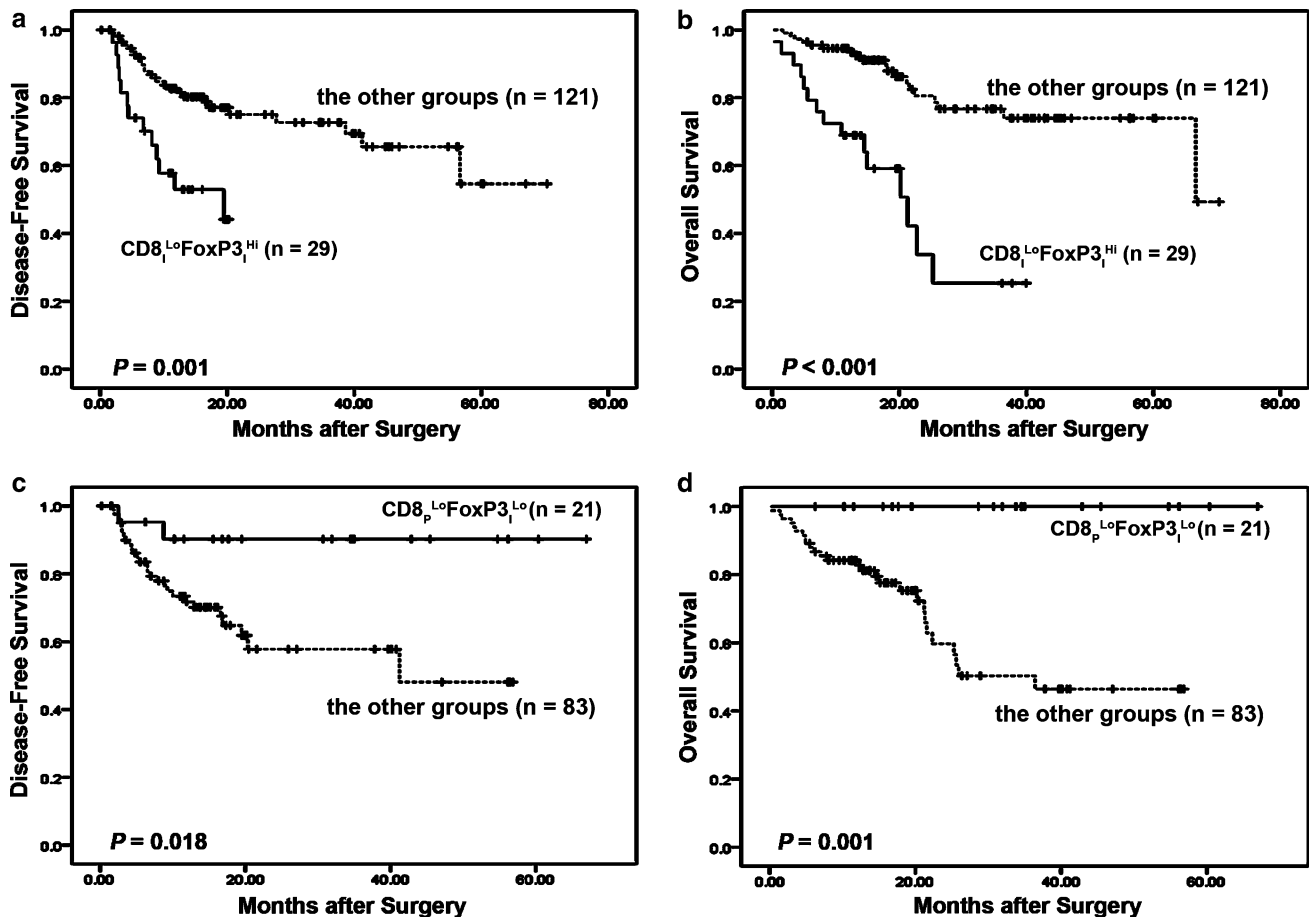 a
Disease-Free Survival
1.0
0.8
0.6
0.4
0.2
0.0
the other groups (n = 121)
CD8ILoFoxP3IHi (n = 29)
P = 0.001
0.00 20.00 40.00 60.00 80.00
Months after Surgery
b
Overall Survival
1.0
0.8
0.6
0.4
0.2
0.0
the other groups (n = 121)
CD8ILoFoxP3IHi (n = 29)
P < 0.001
0.00 20.00 40.00 60.00 80.00
Months after Surgery
c
Disease-Free Survival
1.0
0.8
0.6
0.4
0.2
0.0
CD8PLoFoxP3ILo (n = 21)
the other groups (n = 83)
P = 0.018
0.00 20.00 40.00 60.00
Months after Surgery
d
Overall Survival
1.0
0.8
0.6
0.4
0.2
0.0
CD8PLoFoxP3ILo (n = 21)
the other groups (n = 83)
P = 0.001
0.00 20.00 40.00 60.00
Months after Surgery